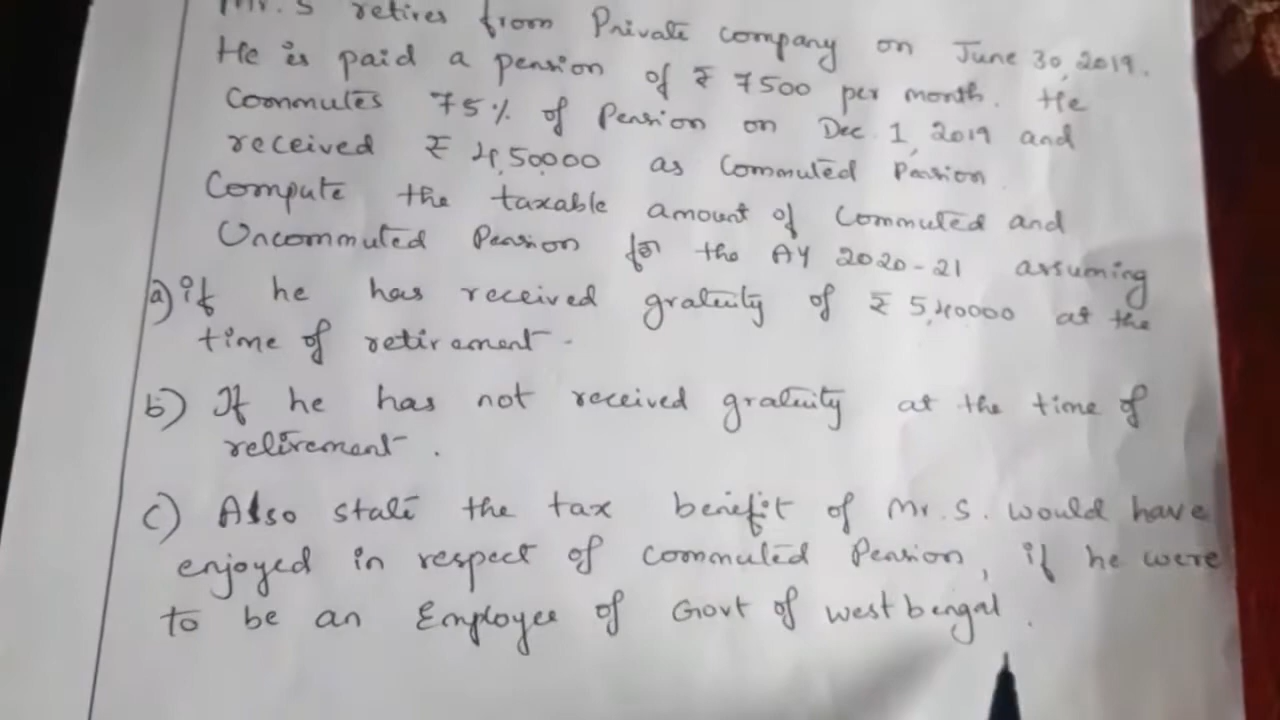 Mr. S retires from Private company on June 30, 2019.
He is paid a pension of ₹ 7500 per month. He
Commutes 75% of Pension on Dec. 1, 2019 and
received ₹ 4,50000 as Commuted Pension.
Compute the taxable amount of Commuted and
Uncommuted Pension for the AY 2020-21 assuming
a) if he has received gratuity of ₹ 5,40000 at the
time of retirement.
b) If he has not received gratuity at the time of
retirement.
c) Also state the tax benefit of Mr. S. would have
enjoyed in respect of Commuted Pension, if he were
to be an Employee of Govt of west bengal.